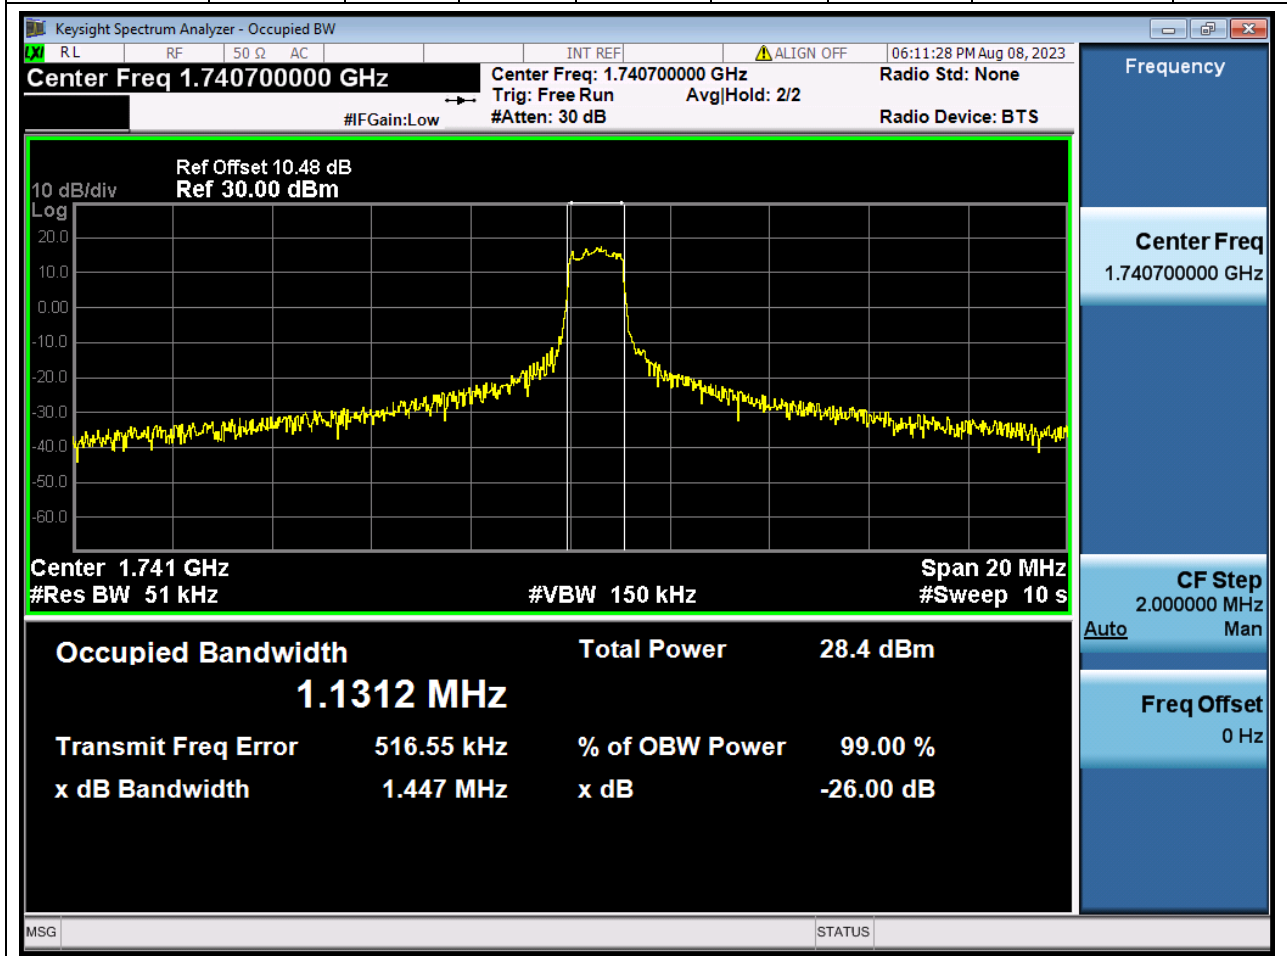 Keysight Spectrum Analyzer - Occupied BW
LXI RL RF 50 Ω AC INT REF ALIGN OFF 06:11:28 PM Aug 08, 2023
Center Freq 1.740700000 GHz
Center Freq: 1.740700000 GHz Radio Std: None
Trig: Free Run Avg|Hold: 2/2
#IFGain:Low #Atten: 30 dB Radio Device: BTS
Ref Offset 10.48 dB
10 dB/div Ref 30.00 dBm
Log
20.0
10.0
0.00
-10.0
-20.0
-30.0
-40.0
-50.0
-60.0
Center 1.741 GHz Span 20 MHz
#Res BW 51 kHz #VBW 150 kHz #Sweep 10 s
Occupied Bandwidth Total Power 28.4 dBm
1.1312 MHz
Transmit Freq Error 516.55 kHz % of OBW Power 99.00 %
x dB Bandwidth 1.447 MHz x dB -26.00 dB
MSG STATUS
Frequency
Center Freq
1.740700000 GHz
CF Step
2.000000 MHz
Auto Man
Freq Offset
0 Hz